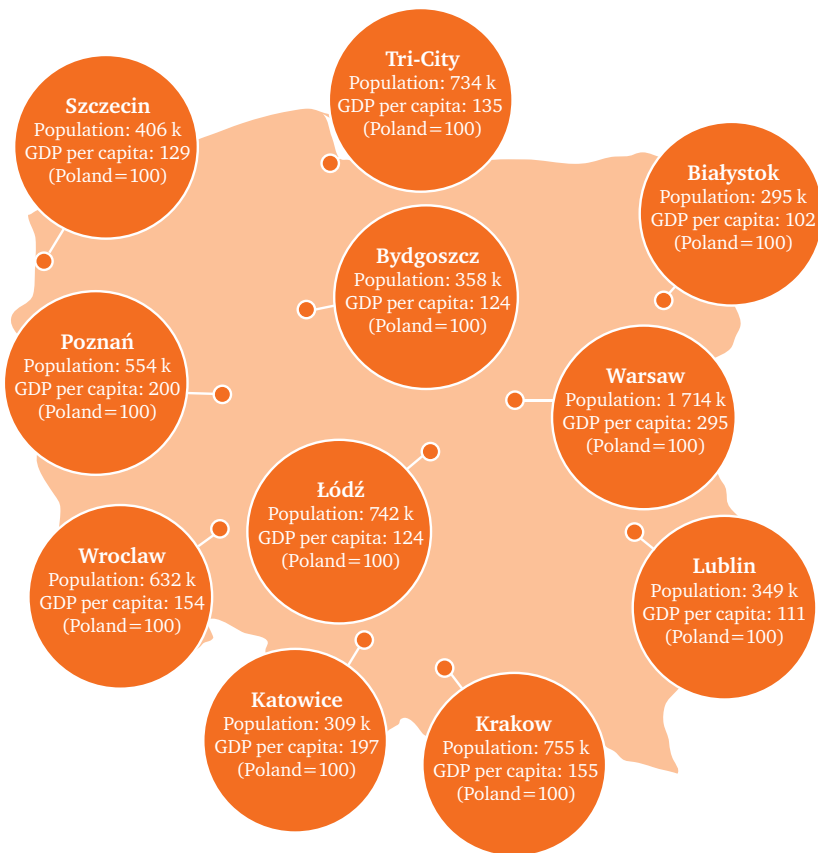 Tri-City
Population: 734 k
GDP per capita: 135
(Poland=100)
Szczecin
Population: 406 k
GDP per capita: 129
(Poland=100)
Białystok
Population: 295 k
GDP per capita: 102
(Poland=100)
Bydgoszcz
Population: 358 k
GDP per capita: 124
(Poland=100)
Poznań
Population: 554 k
GDP per capita: 200
(Poland=100)
Warsaw
Population: 1 714 k
GDP per capita: 295
(Poland=100)
Łódź
Population: 742 k
GDP per capita: 124
(Poland=100)
Wroclaw
Population: 632 k
GDP per capita: 154
(Poland=100)
Lublin
Population: 349 k
GDP per capita: 111
(Poland=100)
Katowice
Population: 309 k
GDP per capita: 197
(Poland=100)
Krakow
Population: 755 k
GDP per capita: 155
(Poland=100)